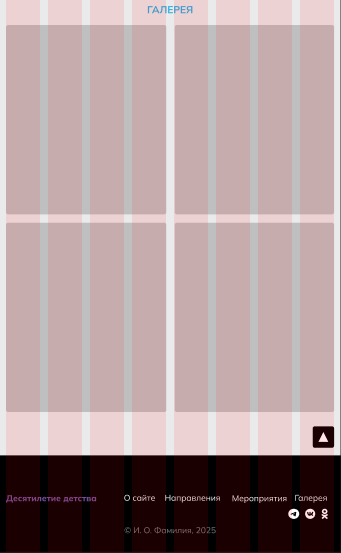 ГАЛЕРЕЯ
Десятилетие детства О сайте Направления Мероприятия Галерея
© И. О. Фамилия, 2025